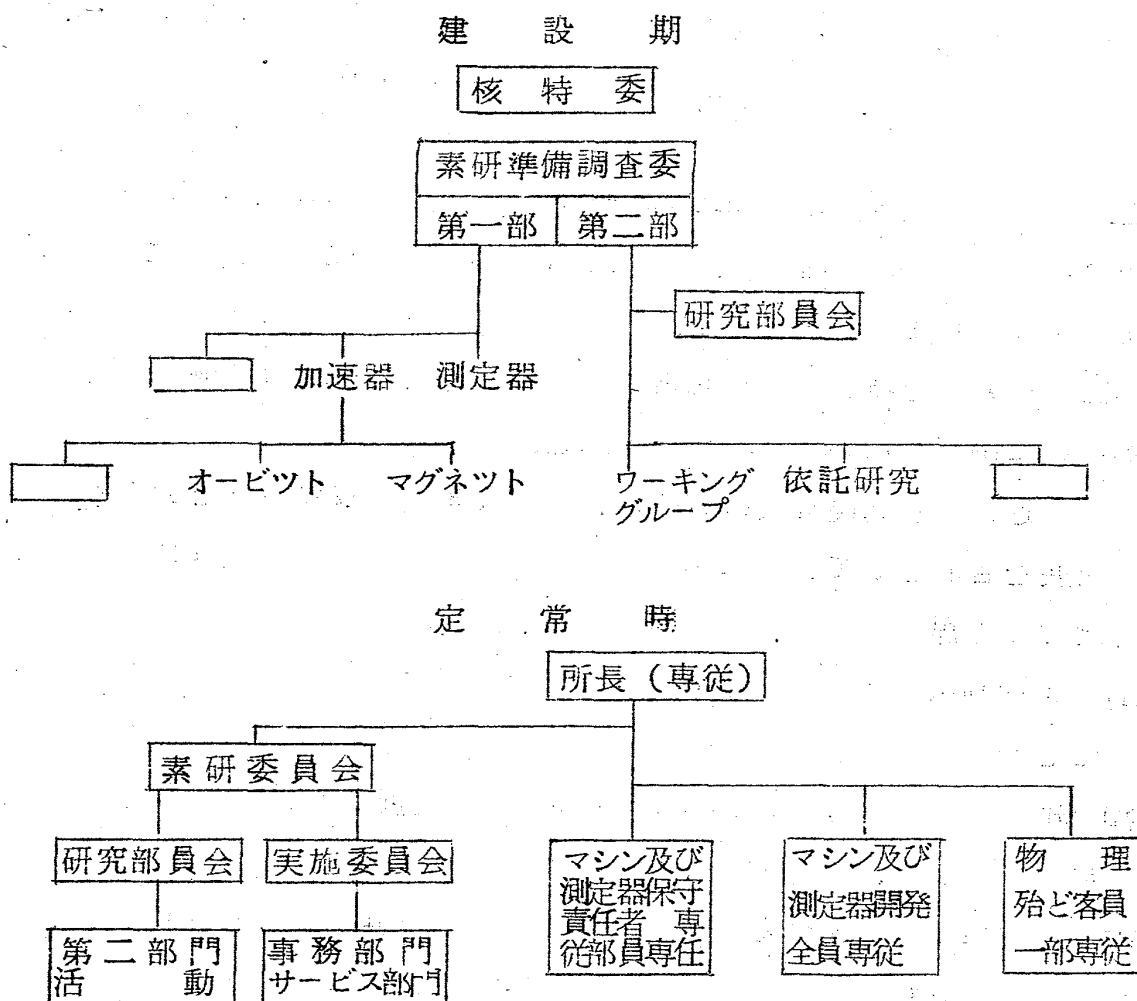 建設期
核特委
素研準備調査委
第一部 第二部
研究部員会
加速器 測定器
オービツト マグネツト ワーキンググループ 依託研究
定常時
所長（専従）
素研委員会
研究部員会 実施委員会
第二部門
活動
事務部門
サービス部門
マシン及び
測定器保守
責任者 専
従部員専任
マシン及び
測定器開発
全員専従
物理
殆ど客員
一部専従